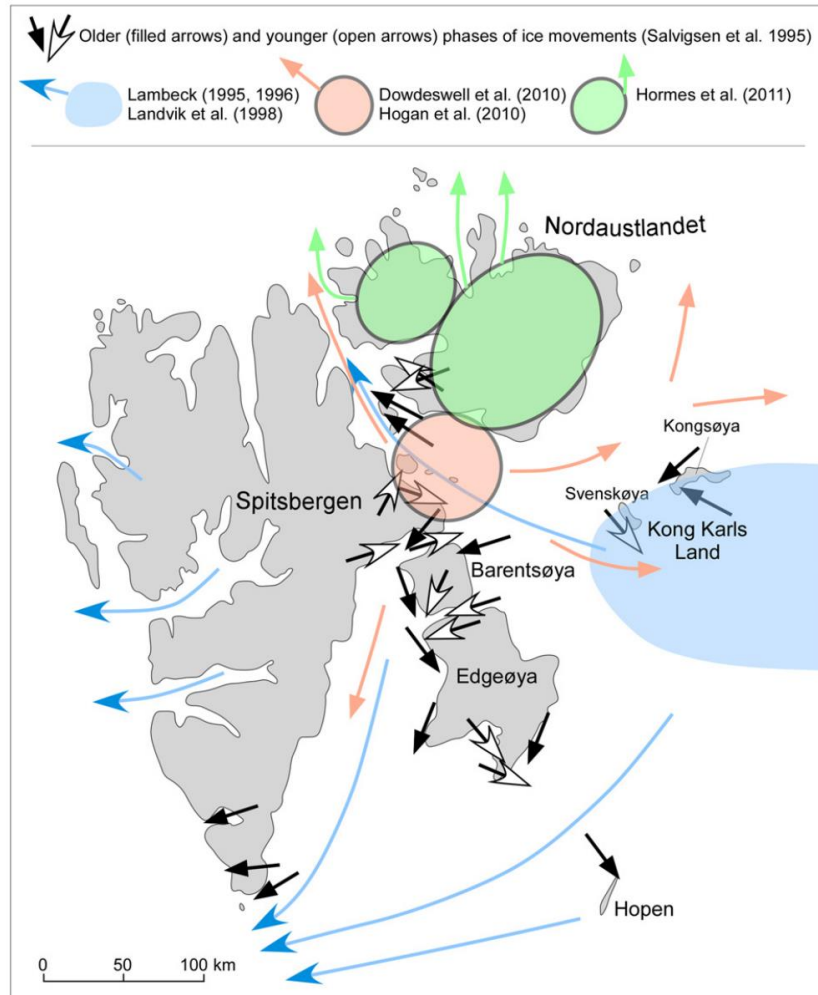 Older (filled arrows) and younger (open arrows) phases of ice movements (Salvigsen et al. 1995)
Lambeck (1995, 1996)
Landvik et al. (1998)
Dowdeswell et al. (2010)
Hogan et al. (2010)
Hormes et al. (2011)
Nordaustlandet
Kongsøya
Spitsbergen
Svenskøya
Kong Karls
Land
Barentsøya
Edgeøya
Hopen
0 50 100 km